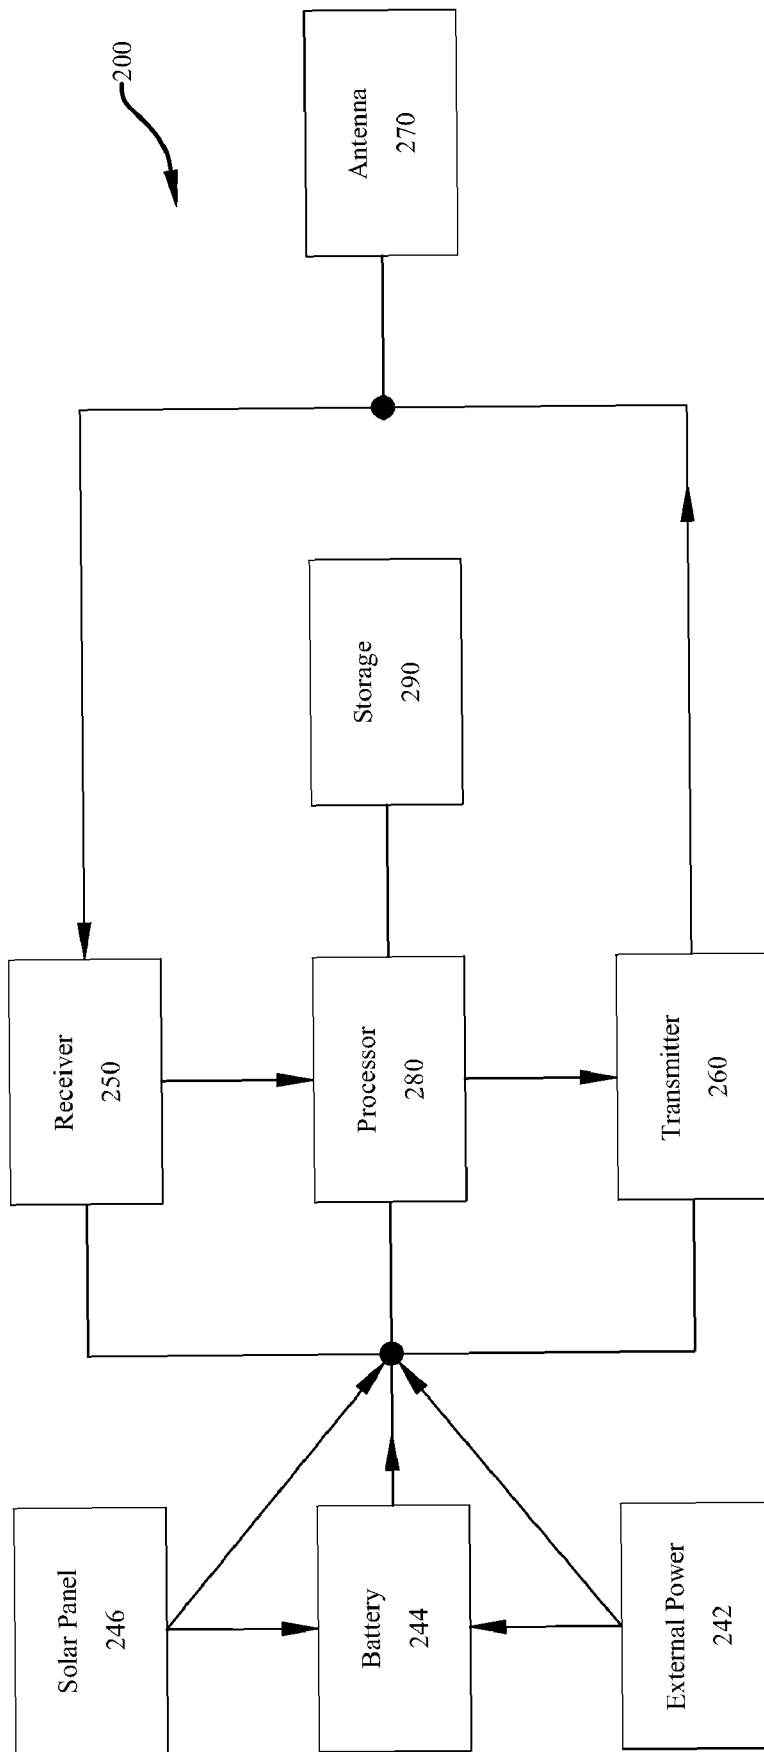 200
Solar Panel
246
Receiver
250
Battery
244
Processor
280
Storage
290
Antenna
270
External Power
242
Transmitter
260